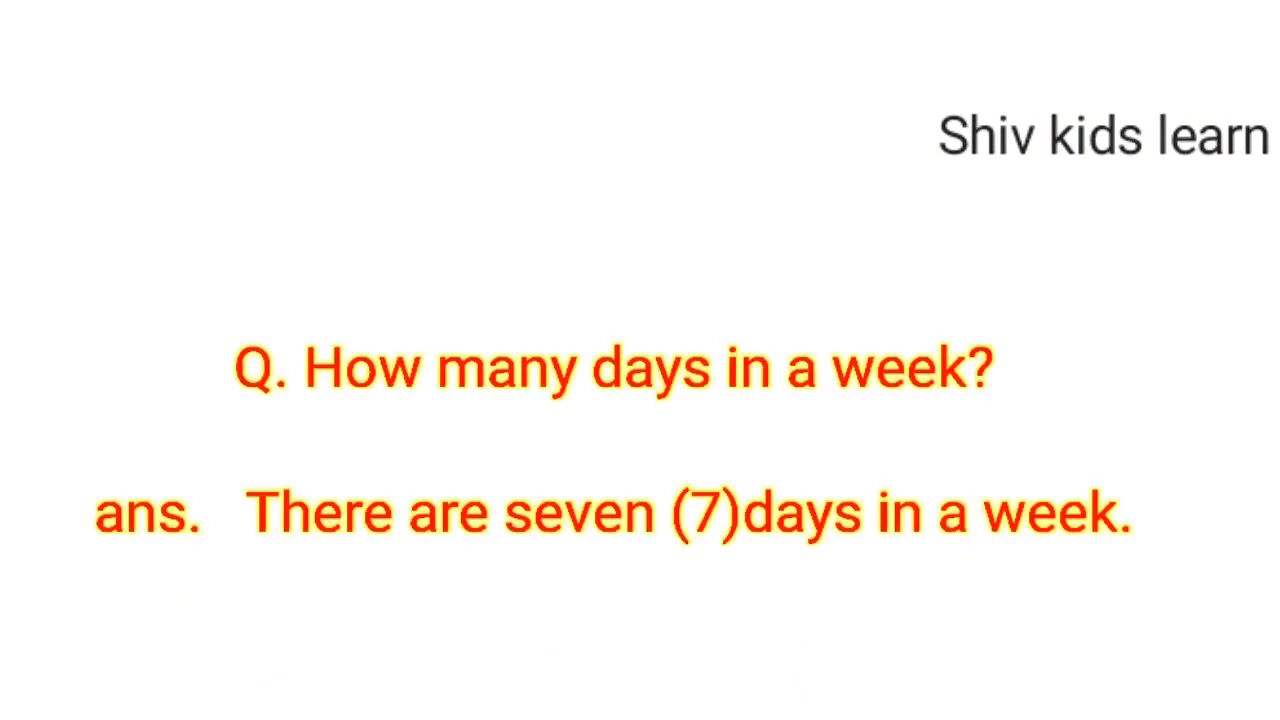 Shiv kids learn
Q. How many days in a week?
ans. There are seven (7)days in a week.